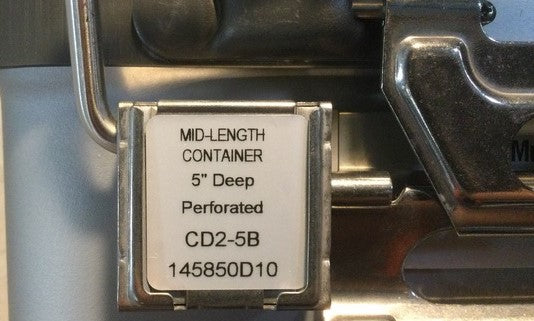 MID-LENGTH
CONTAINER
5" Deep
Perforated
CD2-5B
145850D10